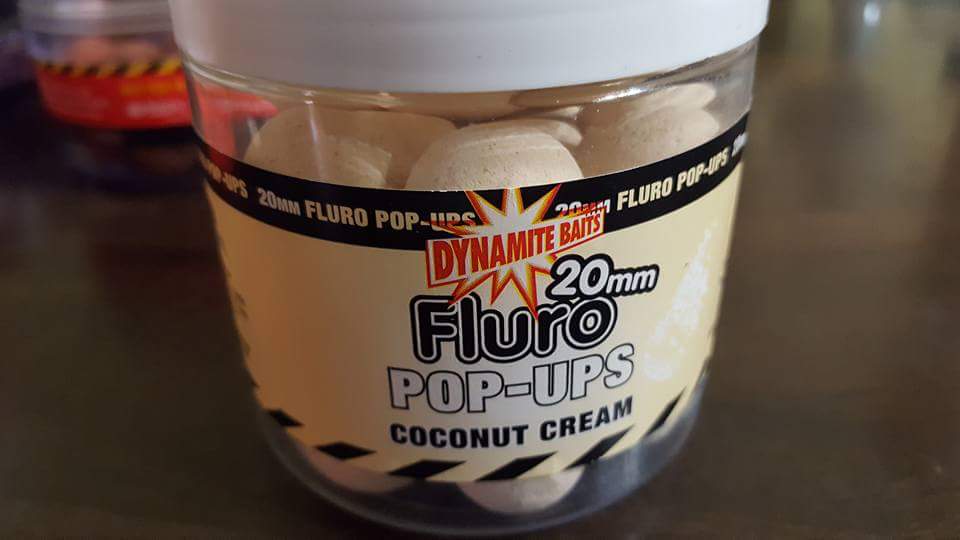 20MM FLURO POP-UPS
20MM FLURO POP-UPS
DYNAMITE BAITS
20mm
Fluro
POP-UPS
COCONUT CREAM